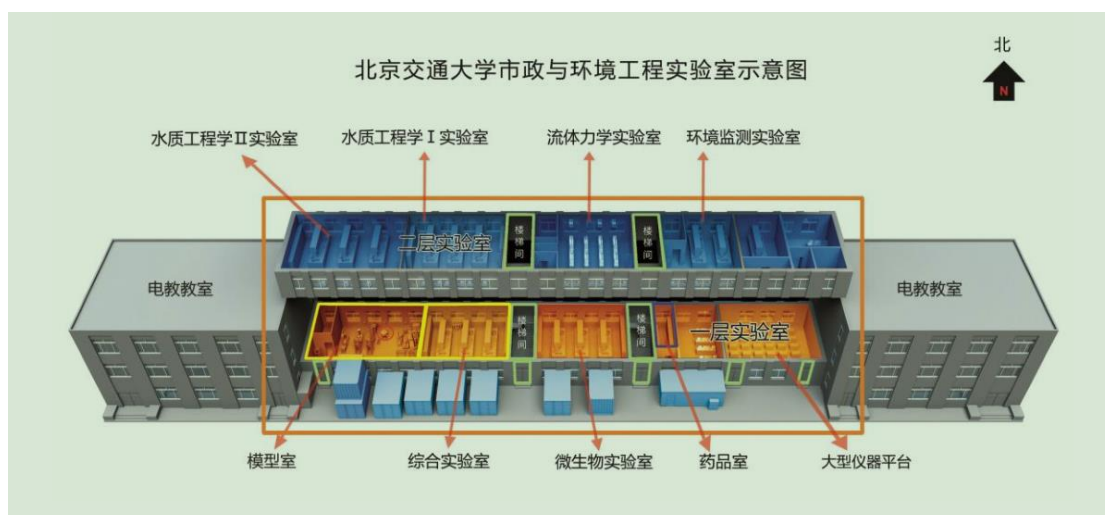 北
N
北京交通大学市政与环境工程实验室示意图
水质工程学Ⅱ实验室
水质工程学Ⅰ实验室
流体力学实验室
环境监测实验室
二层实验室
楼梯间
楼梯间
电教教室
电教教室
楼梯间
楼梯间
一层实验室
模型室
综合实验室
微生物实验室
药品室
大型仪器平台